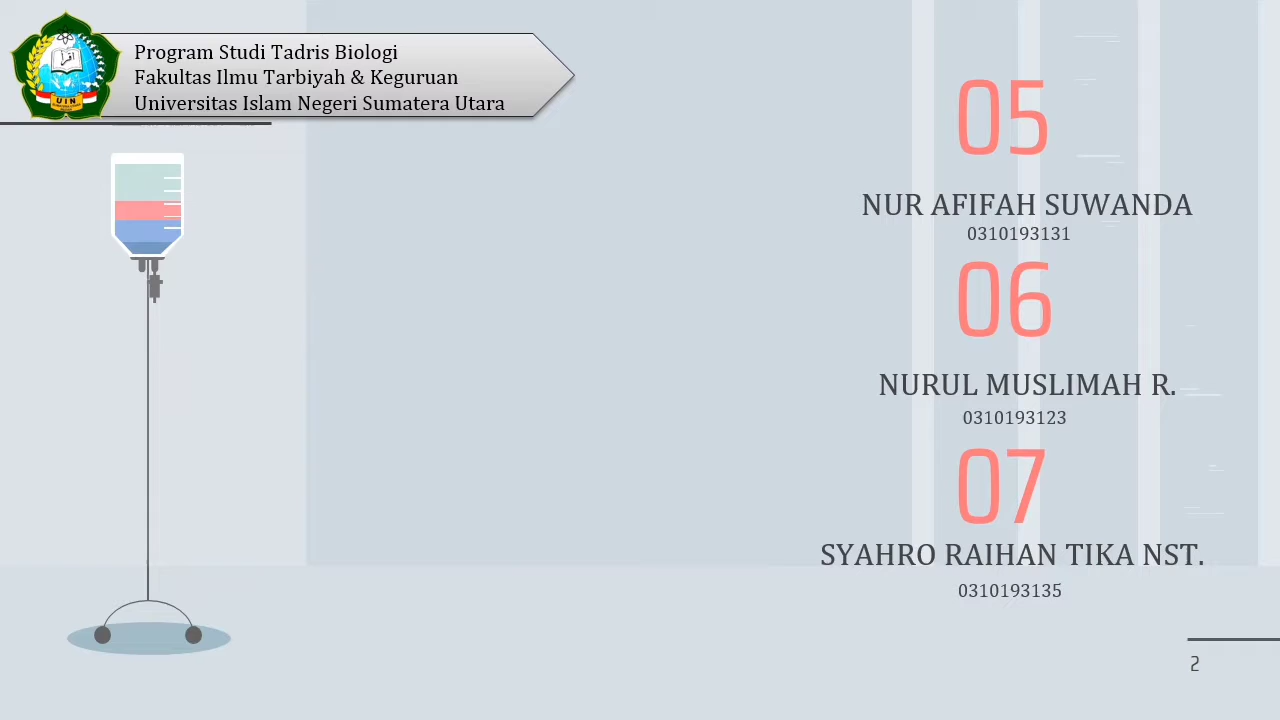 Program Studi Tadris Biologi
Fakultas Ilmu Tarbiyah & Keguruan
Universitas Islam Negeri Sumatera Utara
UIN
05
NUR AFIFAH SUWANDA
0310193131
06
NURUL MUSLIMAH R.
0310193123
07
SYAHRO RAIHAN TIKA NST.
0310193135
2